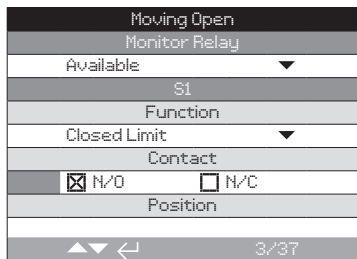 Moving Open
Monitor Relay
Available
S1
Function
Closed Limit
Contact
N/O N/C
Position
3/37